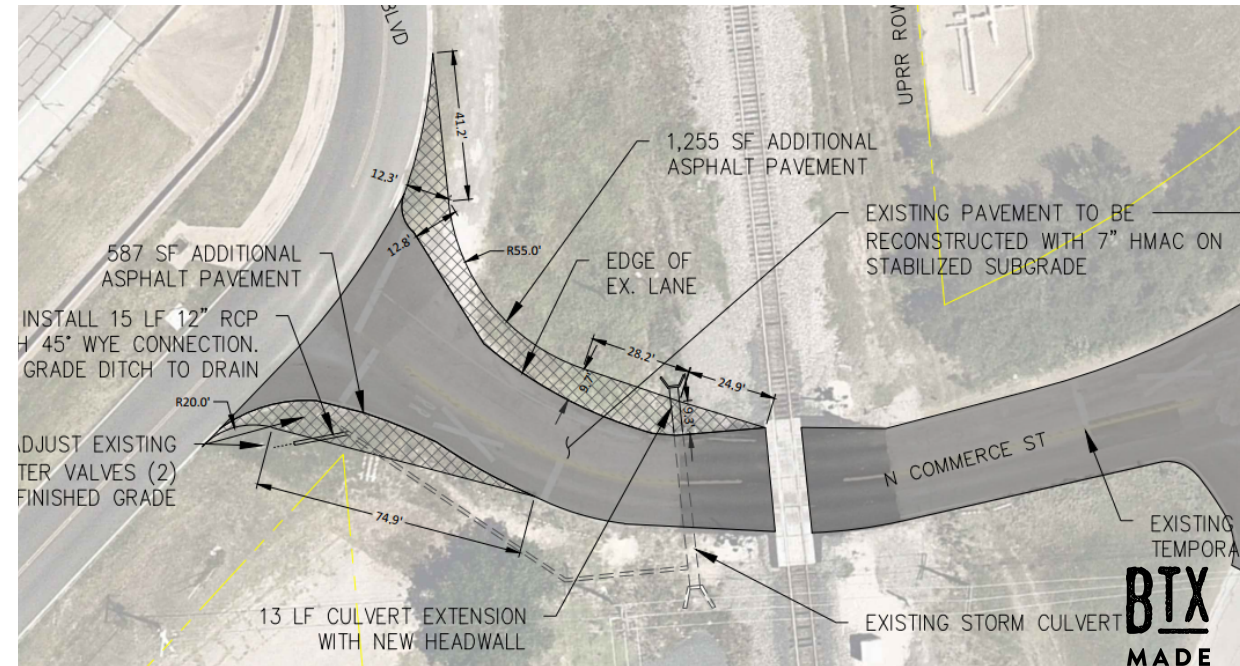 BLVD
UPRR ROW
41.2'
12.3'
12.8'
R55.0'
1,255 SF ADDITIONAL
ASPHALT PAVEMENT
EXISTING PAVEMENT TO BE
RECONSTRUCTED WITH 7" HMAC ON
STABILIZED SUBGRADE
587 SF ADDITIONAL
ASPHALT PAVEMENT
EDGE OF
EX. LANE
INSTALL 15 LF 12" RCP
H 45° WYE CONNECTION.
GRADE DITCH TO DRAIN
28.2'
24.9'
9.7'
9.3'
R20.0'
ADJUST EXISTING
TER VALVES (2)
FINISHED GRADE
74.9'
N COMMERCE ST
EXISTING
TEMPORA
13 LF CULVERT EXTENSION
WITH NEW HEADWALL
EXISTING STORM CULVERT
BTX
MADE